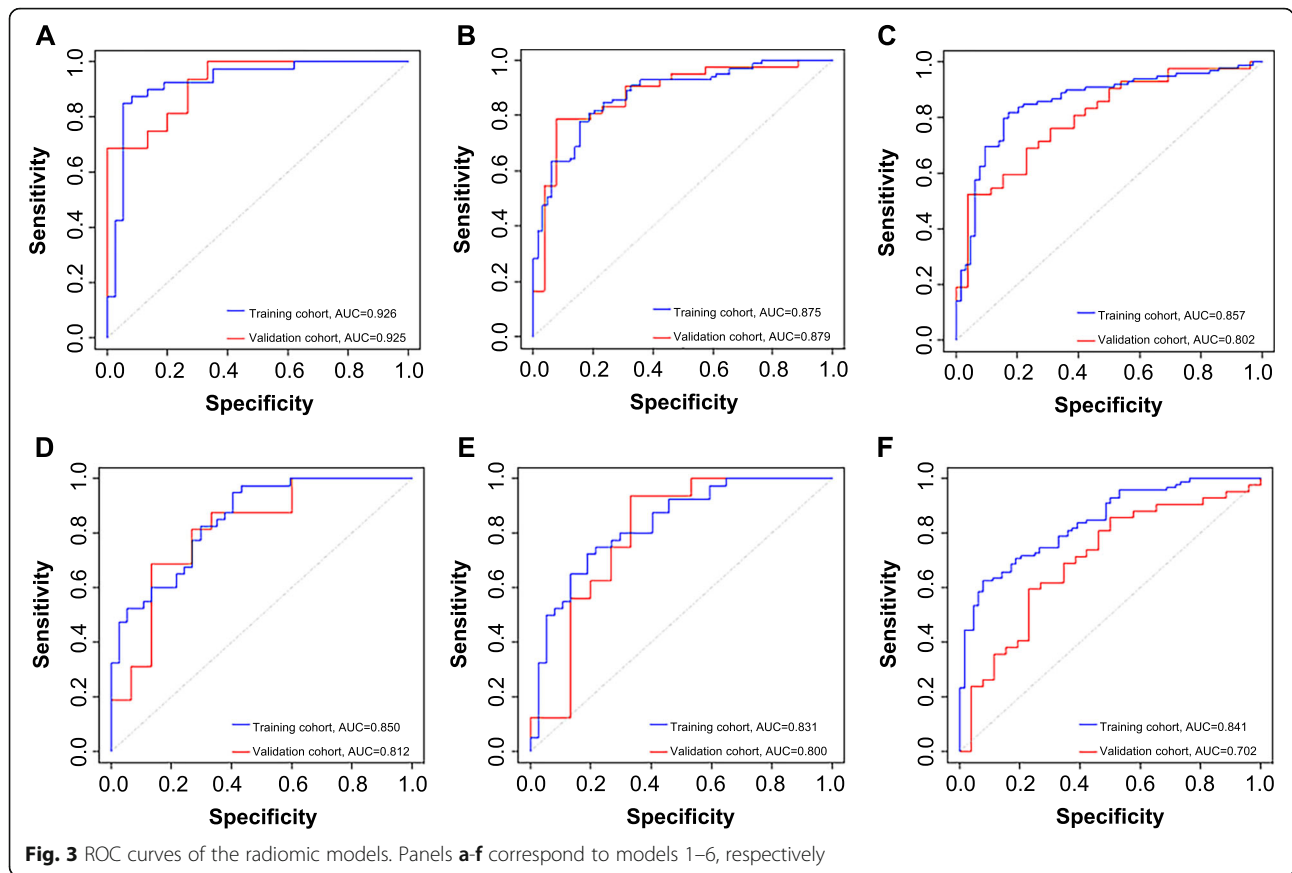 A
1.0
0.8
0.6
0.4
0.2
0.0
Sensitivity
Training cohort, AUC=0.926
Validation cohort, AUC=0.925
0.0 0.2 0.4 0.6 0.8 1.0
Specificity
B
1.0
0.8
0.6
0.4
0.2
0.0
Sensitivity
Training cohort, AUC=0.875
Validation cohort, AUC=0.879
0.0 0.2 0.4 0.6 0.8 1.0
Specificity
C
1.0
0.8
0.6
0.4
0.2
0.0
Sensitivity
Training cohort, AUC=0.857
Validation cohort, AUC=0.802
0.0 0.2 0.4 0.6 0.8 1.0
Specificity
D
1.0
0.8
0.6
0.4
0.2
0.0
Sensitivity
Training cohort, AUC=0.850
Validation cohort, AUC=0.812
0.0 0.2 0.4 0.6 0.8 1.0
Specificity
E
1.0
0.8
0.6
0.4
0.2
0.0
Sensitivity
Training cohort, AUC=0.831
Validation cohort, AUC=0.800
0.0 0.2 0.4 0.6 0.8 1.0
Specificity
F
1.0
0.8
0.6
0.4
0.2
0.0
Sensitivity
Training cohort, AUC=0.841
Validation cohort, AUC=0.702
0.0 0.2 0.4 0.6 0.8 1.0
Specificity
Fig. 3 ROC curves of the radiomic models. Panels a-f correspond to models 1–6, respectively